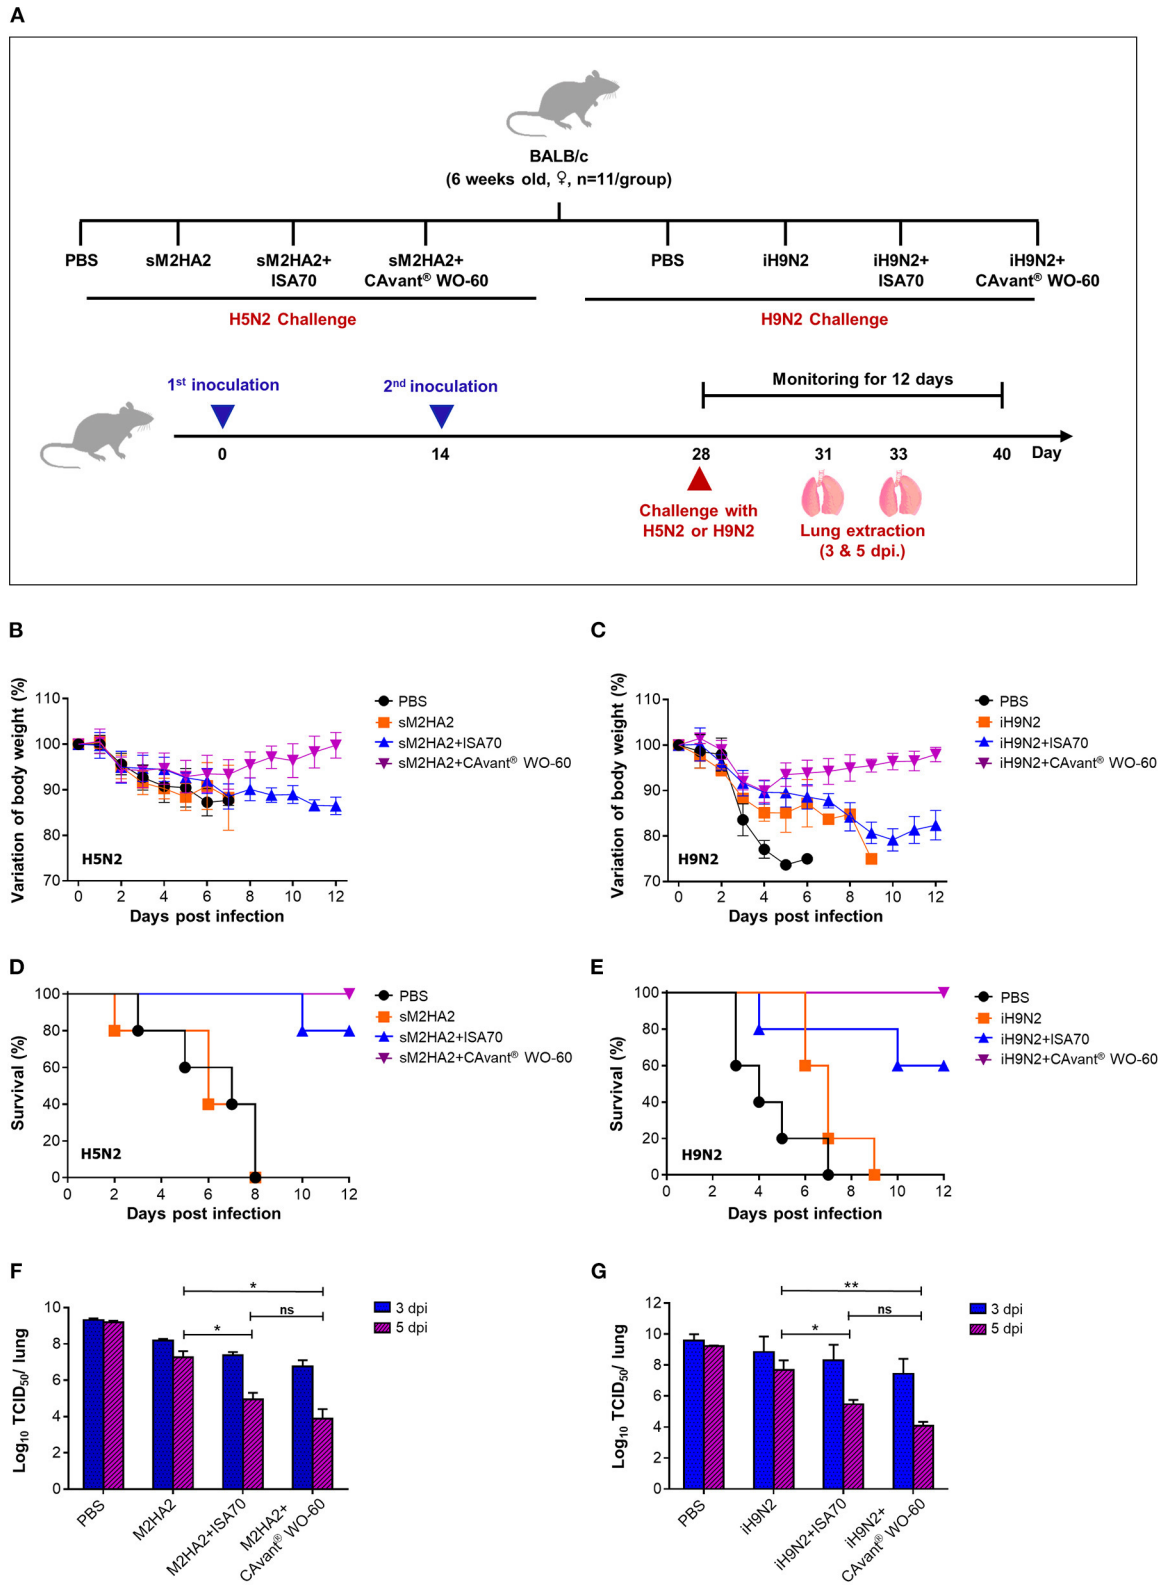 A
BALB/c
(6 weeks old, ♀, n=11/group)
PBS sM2HA2 sM2HA2+ sM2HA2+ PBS iH9N2 iH9N2+ iH9N2+
ISA70 CAvant® WO-60 ISA70 CAvant® WO-60
H5N2 Challenge H9N2 Challenge
1st inoculation 2nd inoculation Monitoring for 12 days
0 14 28 31 33 40 Day
Challenge with Lung extraction
H5N2 or H9N2 (3 & 5 dpi.)
B
Variation of body weight (%)
110
100
90
80
70
H5N2
0 2 4 6 8 10 12
Days post infection
PBS
sM2HA2
sM2HA2+ISA70
sM2HA2+CAvant® WO-60
C
Variation of body weight (%)
110
100
90
80
70
H9N2
0 2 4 6 8 10 12
Days post infection
PBS
iH9N2
iH9N2+ISA70
iH9N2+CAvant® WO-60
D
Survival (%)
100
80
60
40
20
0
H5N2
0 2 4 6 8 10 12
Days post infection
PBS
sM2HA2
sM2HA2+ISA70
sM2HA2+CAvant® WO-60
E
Survival (%)
100
80
60
40
20
0
H9N2
0 2 4 6 8 10 12
Days post infection
PBS
iH9N2
iH9N2+ISA70
iH9N2+CAvant® WO-60
F
Log10 TCID50/ lung
10
8
6
4
2
0
*
ns
*
3 dpi
5 dpi
PBS
M2HA2
M2HA2+ISA70
M2HA2+
CAvant® WO-60
G
Log10 TCID50/ lung
12
10
8
6
4
2
0
**
ns
*
3 dpi
5 dpi
PBS
iH9N2
iH9N2+ISA70
iH9N2+
CAvant® WO-60